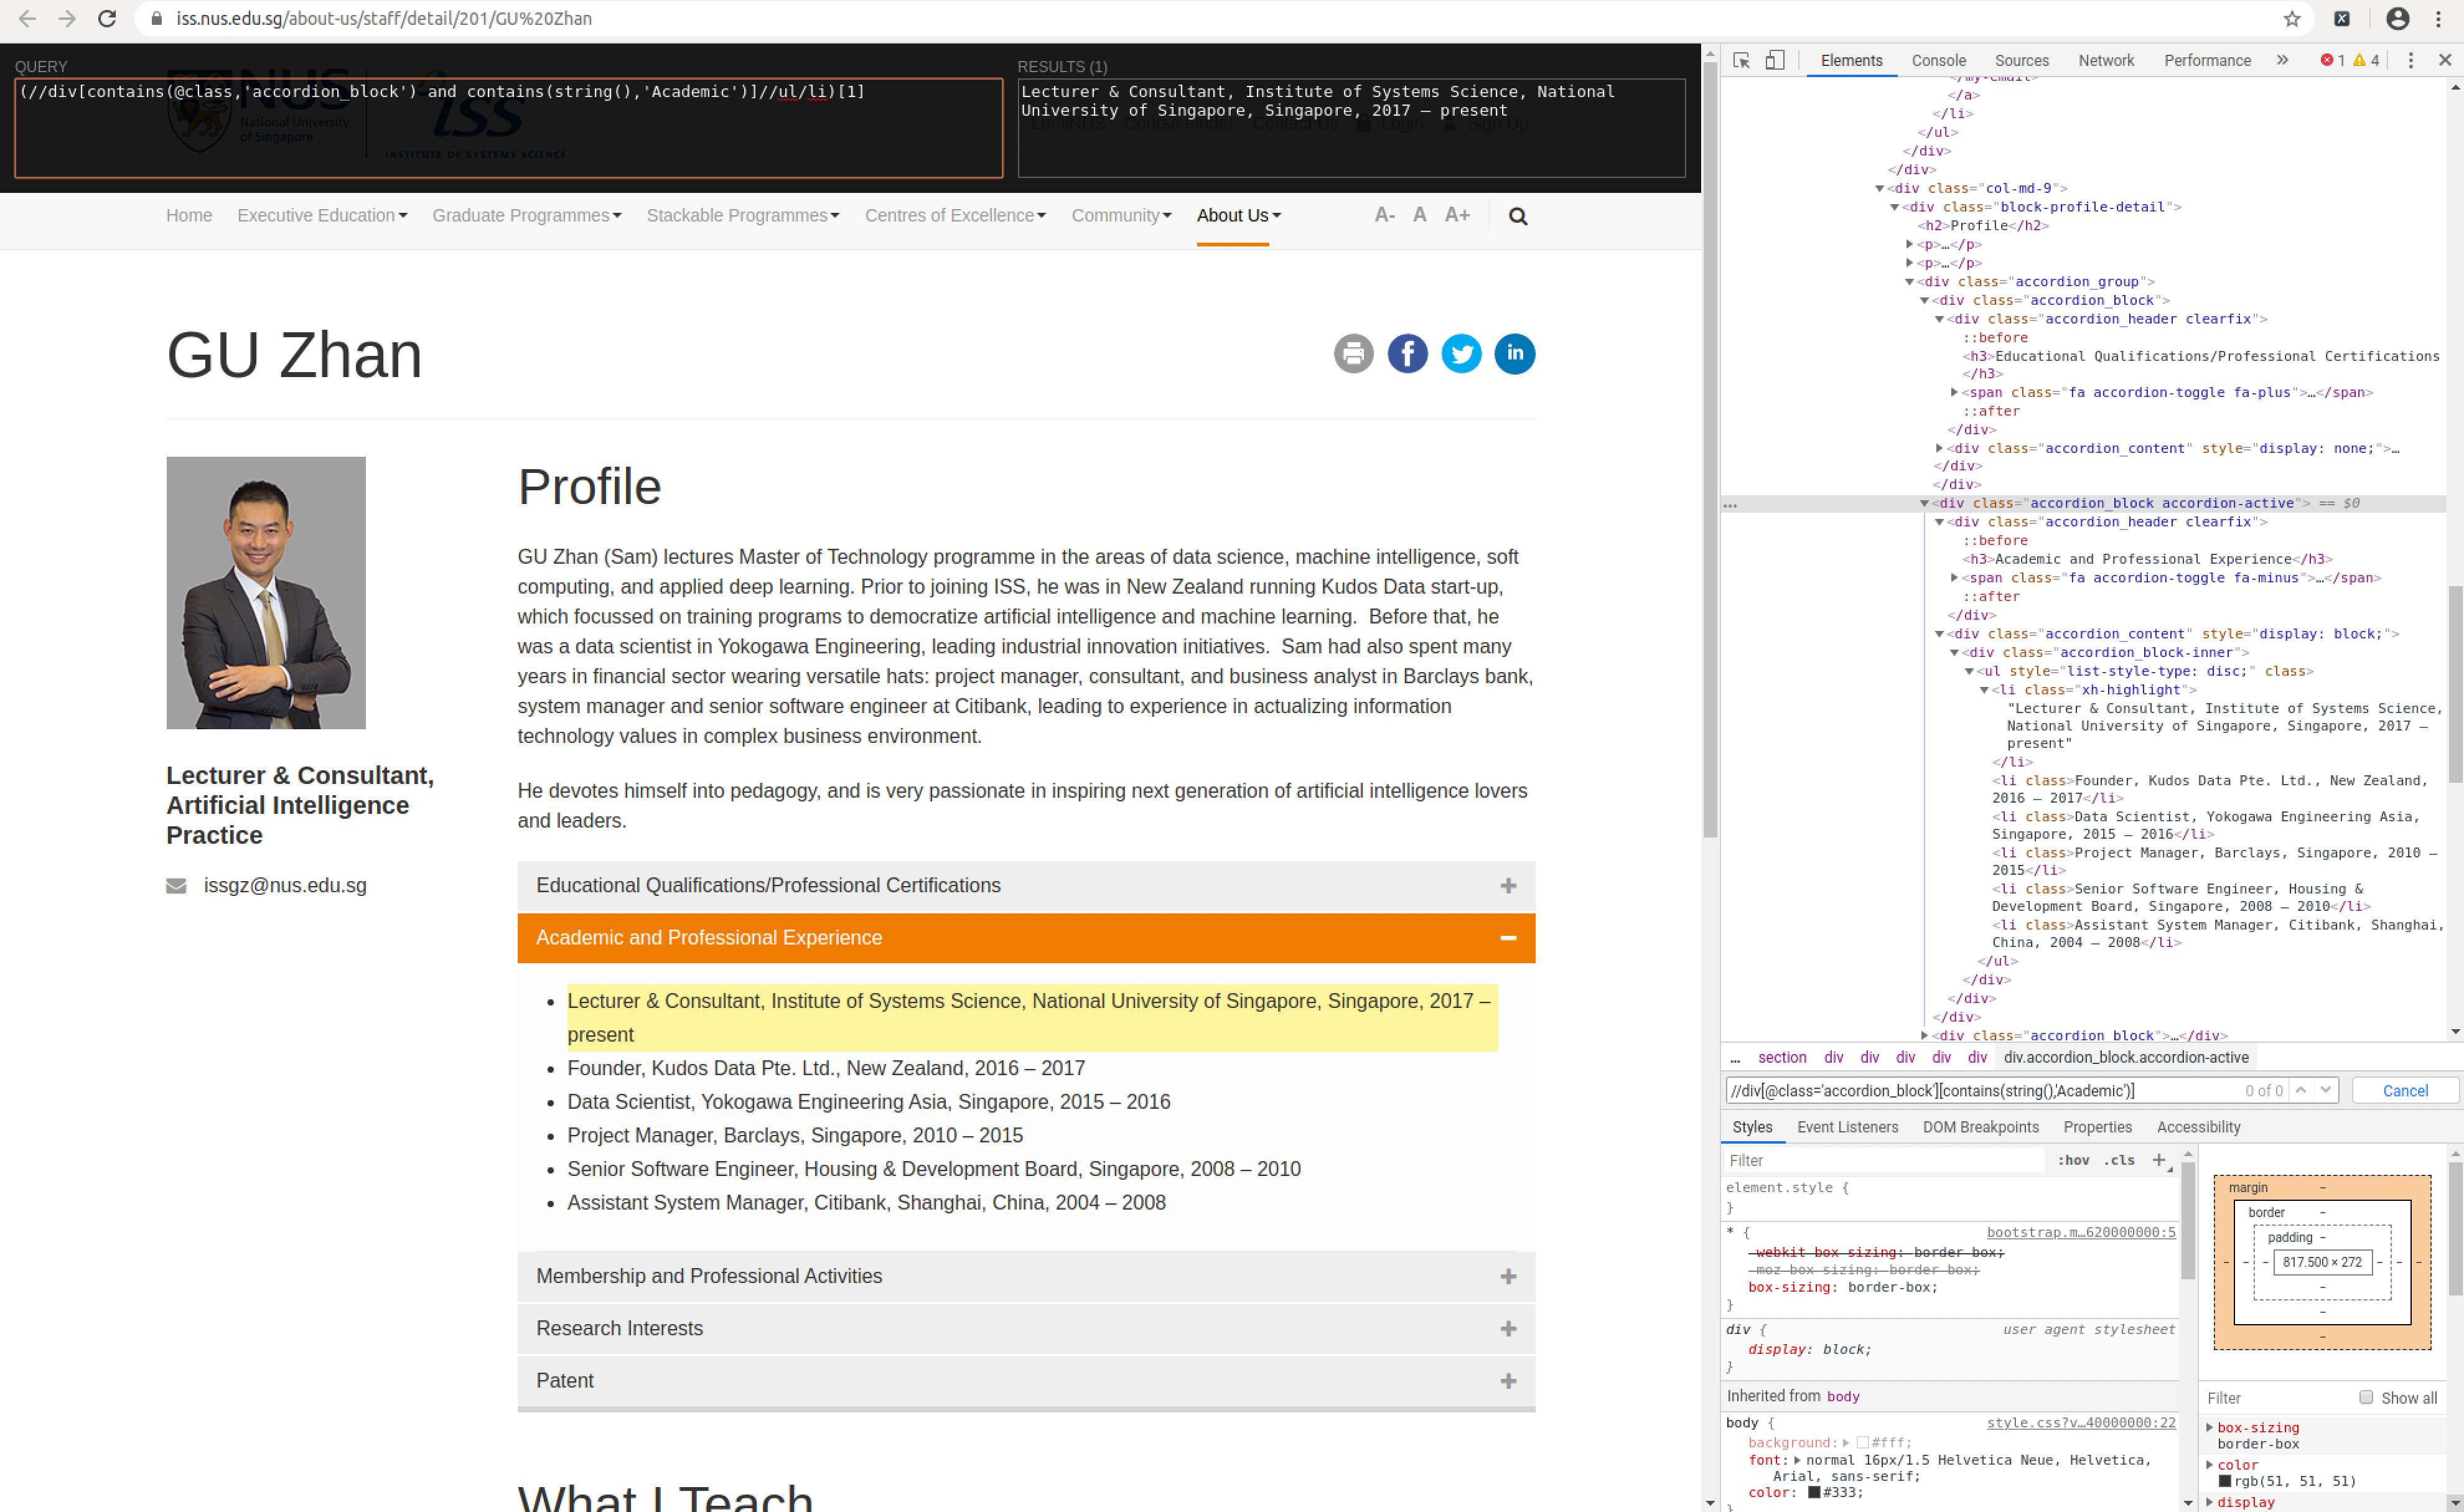 iss.nus.edu.sg/about-us/staff/detail/201/GU%20Zhan
QUERY
(//div[contains(@class,'accordion_block') and contains(string(),'Academic')]//ul/li)[1]
RESULTS (1)
Lecturer & Consultant, Institute of Systems Science, National
University of Singapore, Singapore, 2017 – present
NUS
National University
of Singapore
iss
INSTITUTE OF SYSTEMS SCIENCE
Home Executive Education Graduate Programmes Stackable Programmes Centres of Excellence Community About Us A- A A+
GU Zhan
Lecturer & Consultant,
Artificial Intelligence
Practice
issgz@nus.edu.sg
Profile
GU Zhan (Sam) lectures Master of Technology programme in the areas of data science, machine intelligence, soft
computing, and applied deep learning. Prior to joining ISS, he was in New Zealand running Kudos Data start-up,
which focussed on training programs to democratize artificial intelligence and machine learning.  Before that, he
was a data scientist in Yokogawa Engineering, leading industrial innovation initiatives.  Sam had also spent many
years in financial sector wearing versatile hats: project manager, consultant, and business analyst in Barclays bank,
system manager and senior software engineer at Citibank, leading to experience in actualizing information
technology values in complex business environment.
He devotes himself into pedagogy, and is very passionate in inspiring next generation of artificial intelligence lovers
and leaders.
Educational Qualifications/Professional Certifications
Academic and Professional Experience
• Lecturer & Consultant, Institute of Systems Science, National University of Singapore, Singapore, 2017 –
present
• Founder, Kudos Data Pte. Ltd., New Zealand, 2016 – 2017
• Data Scientist, Yokogawa Engineering Asia, Singapore, 2015 – 2016
• Project Manager, Barclays, Singapore, 2010 – 2015
• Senior Software Engineer, Housing & Development Board, Singapore, 2008 – 2010
• Assistant System Manager, Citibank, Shanghai, China, 2004 – 2008
Membership and Professional Activities
Research Interests
Patent
What I Teach
Elements Console Sources Network Performance » 1 4
</my-email>
</a>
</li>
</ul>
</div>
</div>
<div class="col-md-9">
<div class="block-profile-detail">
<h2>Profile</h2>
<p>…</p>
<p>…</p>
<div class="accordion_group">
<div class="accordion_block">
<div class="accordion_header clearfix">
::before
<h3>Educational Qualifications/Professional Certifications
</h3>
<span class="fa accordion-toggle fa-plus">…</span>
::after
</div>
<div class="accordion_content" style="display: none;">…
</div>
</div>
… <div class="accordion_block accordion-active"> == $0
<div class="accordion_header clearfix">
::before
<h3>Academic and Professional Experience</h3>
<span class="fa accordion-toggle fa-minus">…</span>
::after
</div>
<div class="accordion_content" style="display: block;">
<div class="accordion_block-inner">
<ul style="list-style-type: disc;" class>
<li class="xh-highlight">
"Lecturer & Consultant, Institute of Systems Science,
National University of Singapore, Singapore, 2017 –
present"
</li>
<li class>Founder, Kudos Data Pte. Ltd., New Zealand,
2016 – 2017</li>
<li class>Data Scientist, Yokogawa Engineering Asia,
Singapore, 2015 – 2016</li>
<li class>Project Manager, Barclays, Singapore, 2010 –
2015</li>
<li class>Senior Software Engineer, Housing &
Development Board, Singapore, 2008 – 2010</li>
<li class>Assistant System Manager, Citibank, Shanghai,
China, 2004 – 2008</li>
</ul>
</div>
</div>
</div>
<div class="accordion_block">…</div>
… section div div div div div div.accordion_block.accordion-active
//div[@class='accordion_block'][contains(string(),'Academic')] 0 of 0 Cancel
Styles Event Listeners DOM Breakpoints Properties Accessibility
Filter :hov .cls +
element.style {
}
* { bootstrap.m…620000000:5
-webkit-box-sizing: border-box;
-moz-box-sizing: border-box;
box-sizing: border-box;
}
div { user agent stylesheet
display: block;
}
Inherited from body
body { style.css?v…40000000:22
background: #fff;
font: normal 16px/1.5 Helvetica Neue, Helvetica,
Arial, sans-serif;
color: #333;
}
margin –
border –
padding –
817.500 × 272
Filter Show all
box-sizing
border-box
color
rgb(51, 51, 51)
display